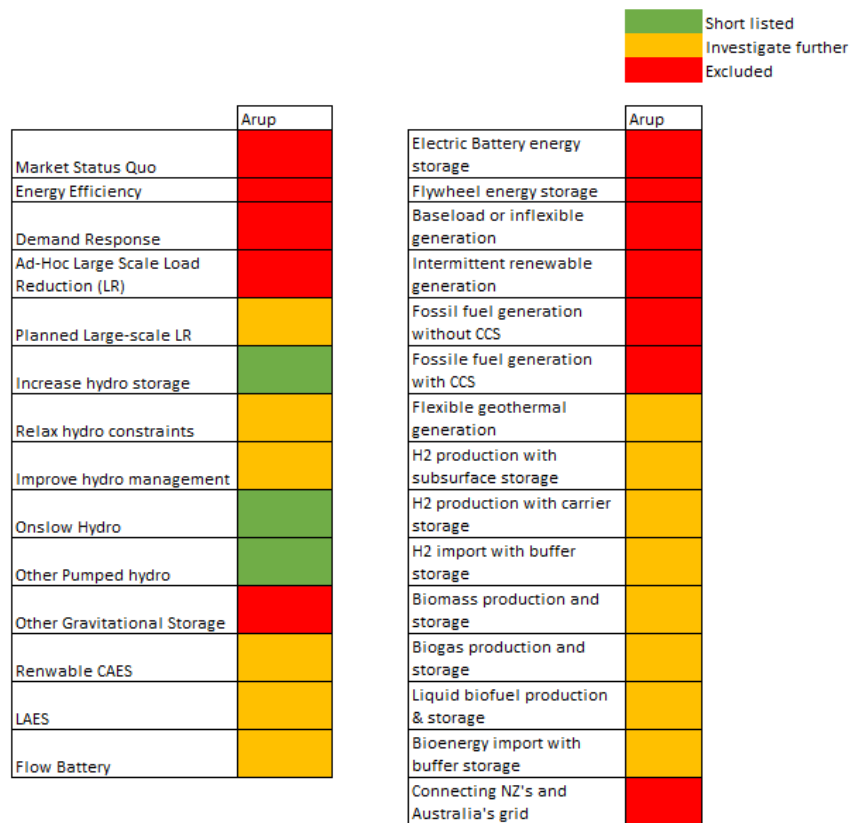 Short listed
Investigate further
Excluded
Arup
Market Status Quo
Energy Efficiency
Demand Response
Ad-Hoc Large Scale Load
Reduction (LR)
Planned Large-scale LR
Increase hydro storage
Relax hydro constraints
Improve hydro management
Onslow Hydro
Other Pumped hydro
Other Gravitational Storage
Renwable CAES
LAES
Flow Battery
Arup
Electric Battery energy
storage
Flywheel energy storage
Baseload or inflexible
generation
Intermittent renewable
generation
Fossil fuel generation
without CCS
Fossile fuel generation
with CCS
Flexible geothermal
generation
H2 production with
subsurface storage
H2 production with carrier
storage
H2 import with buffer
storage
Biomass production and
storage
Biogas production and
storage
Liquid biofuel production
& storage
Bioenergy import with
buffer storage
Connecting NZ's and
Australia's grid